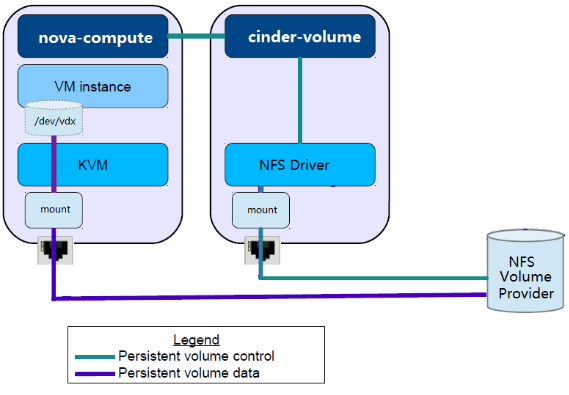 nova-compute
cinder-volume
VM instance
/dev/vdx
KVM
NFS Driver
mount
mount
NFS
Volume
Provider
Legend
Persistent volume control
Persistent volume data